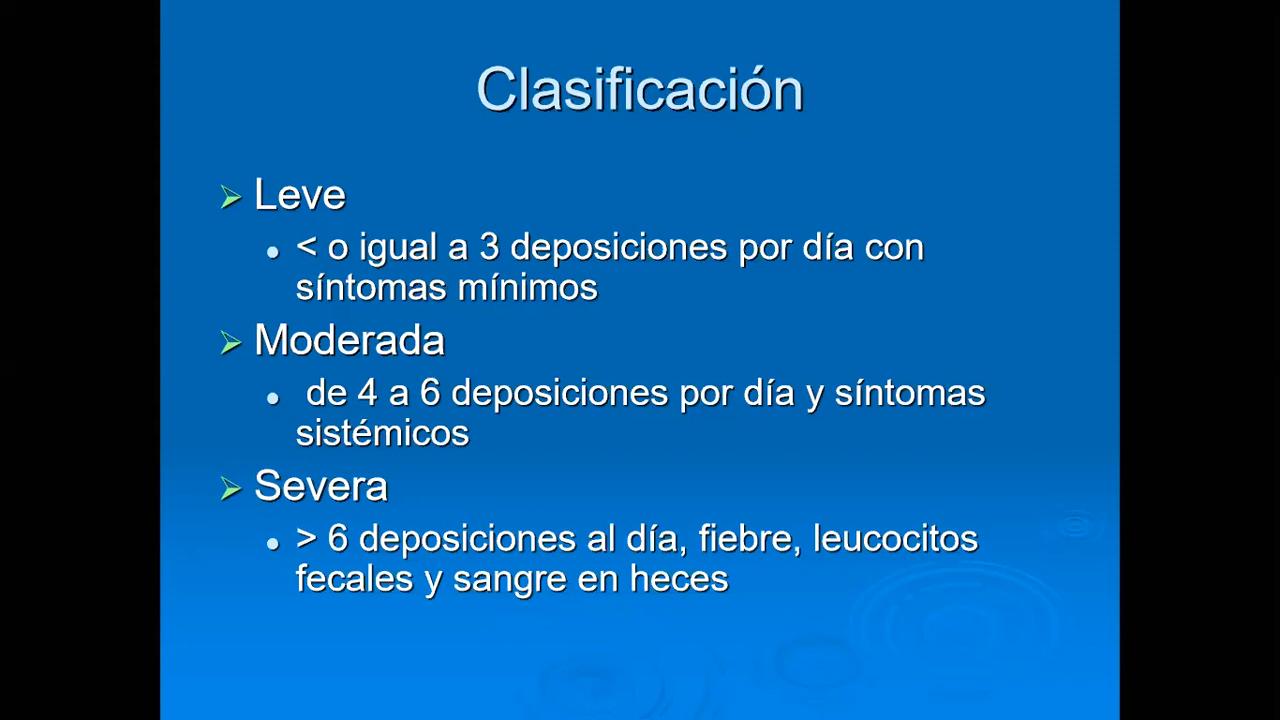 Clasificación
Leve
< o igual a 3 deposiciones por día con
síntomas mínimos
Moderada
de 4 a 6 deposiciones por día y síntomas
sistémicos
Severa
> 6 deposiciones al día, fiebre, leucocitos
fecales y sangre en heces